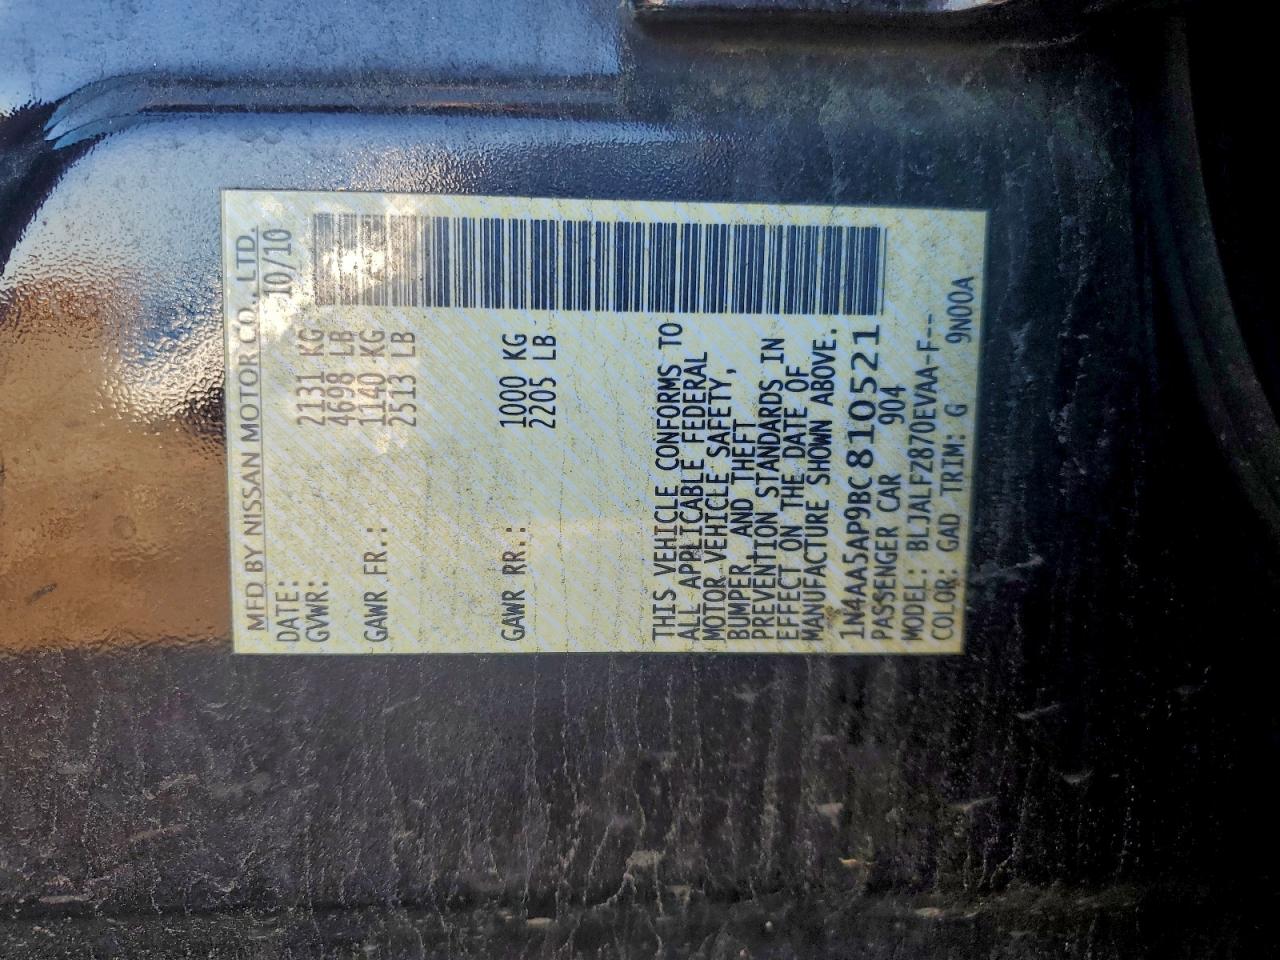 MFD BY NISSAN MOTOR CO., LTD.
DATE: 10/10
GVWR: 2131 KG
4698 LB
GAWR FR.: 1140 KG
2513 LB
GAWR RR.: 1000 KG
2205 LB
THIS VEHICLE CONFORMS TO
ALL APPLICABLE FEDERAL
MOTOR VEHICLE SAFETY,
BUMPER, AND THEFT
PREVENTION STANDARDS IN
EFFECT ON THE DATE OF
MANUFACTURE SHOWN ABOVE.
1N4AA5AP9BC810521
PASSENGER CAR 904
MODEL: BLJALFZ870EVAA-F--
COLOR: GAD TRIM: G 9N00A